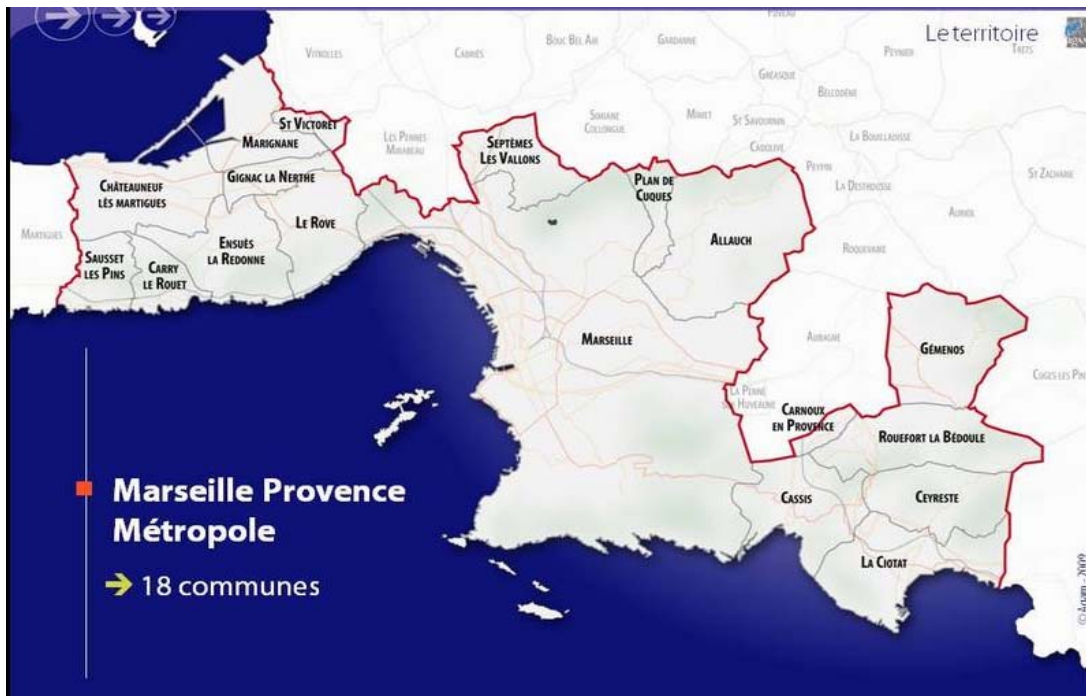 Le territoire
VITROLLES
CABRIÈS
BOUC BEL AIR
GARDANNE
PEYNIER
TRETS
GRÉASQUE
BELCODÈNE
ST VICTORET
MARIGNANE
LES PENNES
MIRABEAU
SEPTÈMES
LES VALLONS
SIMIANE
COLLONGUE
MIMET
ST SAVOURNIN
CADOLIVE
LA BOUILLADISSE
PEYPIN
LA DESTROUSSE
ST ZACHARIE
CHÂTEAUNEUF
LÈS MARTIGUES
GIGNAC LA NERTHE
PLAN DE
CUQUES
AURIOL
MARTIGUES
LE ROVE
ALLAUCH
ROQUEVAIRE
ENSUÈS
LA REDONNE
SAUSSET
LES PINS
CARRY
LE ROUET
MARSEILLE
AUBAGNE
GÉMENOS
CUGES LES PINS
LA PENNE
SUR HUVEAUNE
CARNOUX
EN PROVENCE
ROUEFORT LA BÉDOULE
CASSIS
CEYRESTE
LA CIOTAT
Marseille Provence
Métropole
18 communes
© Agam - 2009